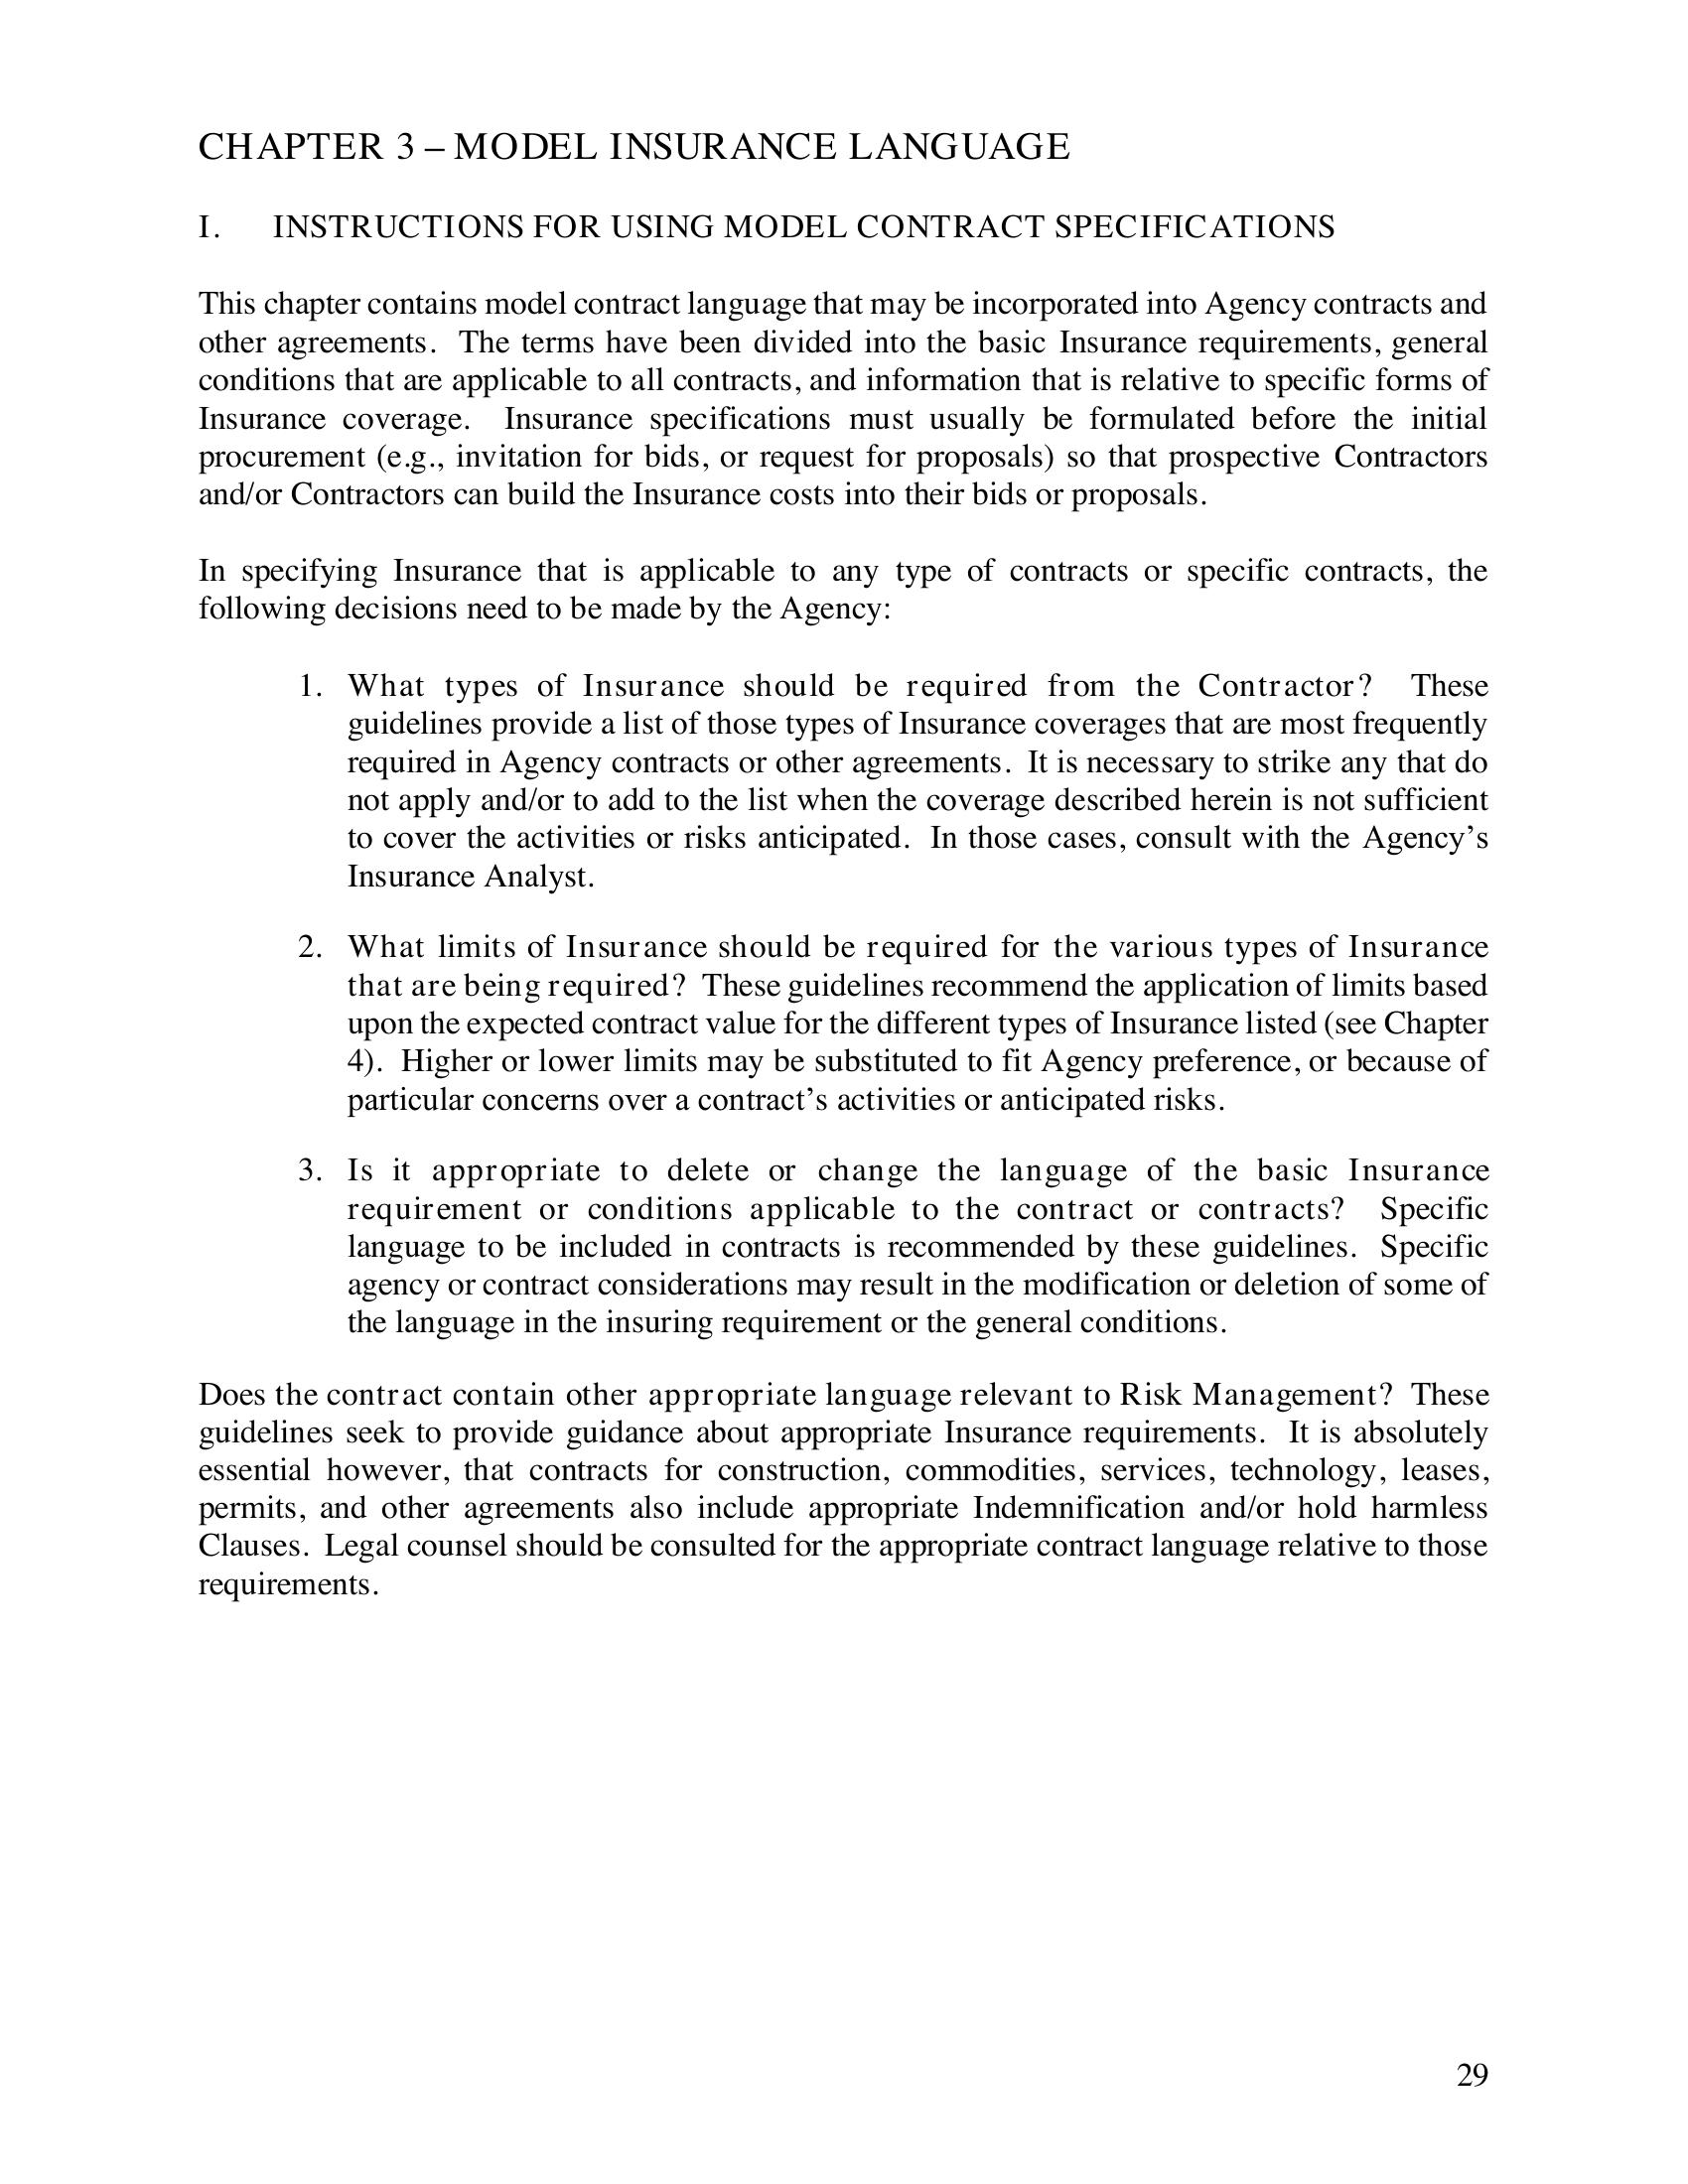 CHAPTER 3 – MODEL INSURANCE LANGUAGE
I. INSTRUCTIONS FOR USING MODEL CONTRACT SPECIFICATIONS
This chapter contains model contract language that may be incorporated into Agency contracts and
other agreements. The terms have been divided into the basic Insurance requirements, general
conditions that are applicable to all contracts, and information that is relative to specific forms of
Insurance coverage. Insurance specifications must usually be formulated before the initial
procurement (e.g., invitation for bids, or request for proposals) so that prospective Contractors
and/or Contractors can build the Insurance costs into their bids or proposals.
In specifying Insurance that is applicable to any type of contracts or specific contracts, the
following decisions need to be made by the Agency:
1. What types of Insurance should be required from the Contractor? These
guidelines provide a list of those types of Insurance coverages that are most frequently
required in Agency contracts or other agreements. It is necessary to strike any that do
not apply and/or to add to the list when the coverage described herein is not sufficient
to cover the activities or risks anticipated. In those cases, consult with the Agency’s
Insurance Analyst.
2. What limits of Insurance should be required for the various types of Insurance
that are being required? These guidelines recommend the application of limits based
upon the expected contract value for the different types of Insurance listed (see Chapter
4). Higher or lower limits may be substituted to fit Agency preference, or because of
particular concerns over a contract’s activities or anticipated risks.
3. Is it appropriate to delete or change the language of the basic Insurance
requirement or conditions applicable to the contract or contracts? Specific
language to be included in contracts is recommended by these guidelines. Specific
agency or contract considerations may result in the modification or deletion of some of
the language in the insuring requirement or the general conditions.
Does the contract contain other appropriate language relevant to Risk Management? These
guidelines seek to provide guidance about appropriate Insurance requirements. It is absolutely
essential however, that contracts for construction, commodities, services, technology, leases,
permits, and other agreements also include appropriate Indemnification and/or hold harmless
Clauses. Legal counsel should be consulted for the appropriate contract language relative to those
requirements.
29